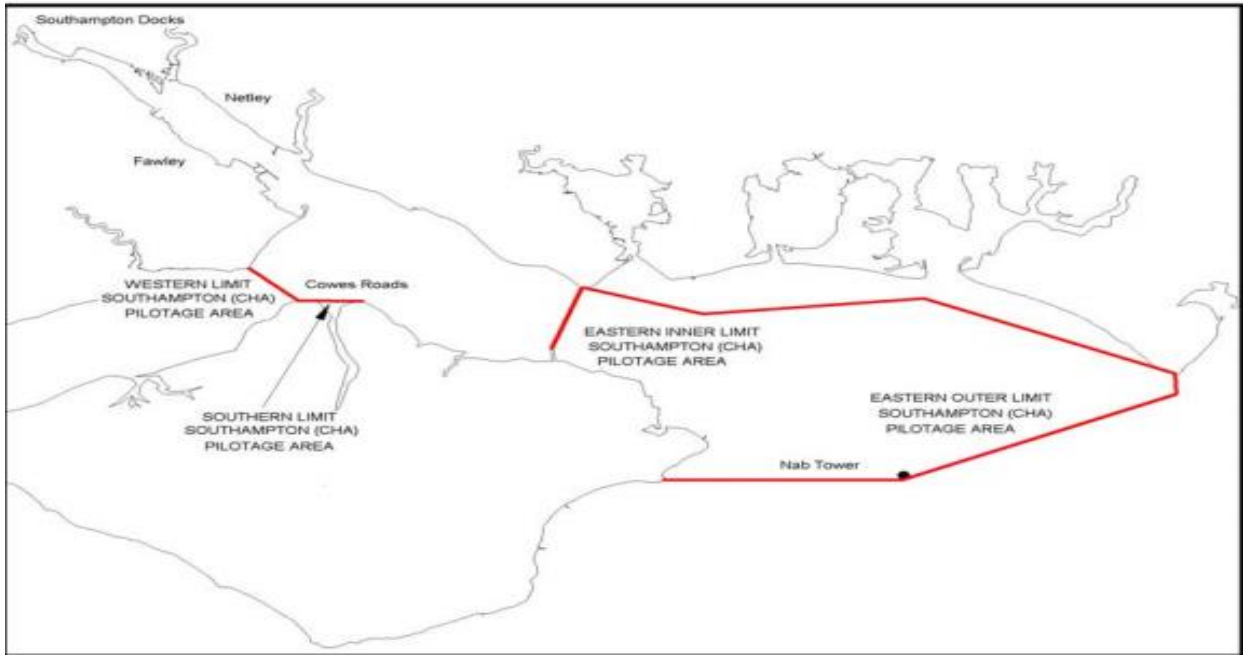 Southampton Docks
Netley
Fawley
WESTERN LIMIT
SOUTHAMPTON (CHA)
PILOTAGE AREA
Cowes Roads
EASTERN INNER LIMIT
SOUTHAMPTON (CHA)
PILOTAGE AREA
EASTERN OUTER LIMIT
SOUTHAMPTON (CHA)
PILOTAGE AREA
SOUTHERN LIMIT
SOUTHAMPTON (CHA)
PILOTAGE AREA
Nab Tower